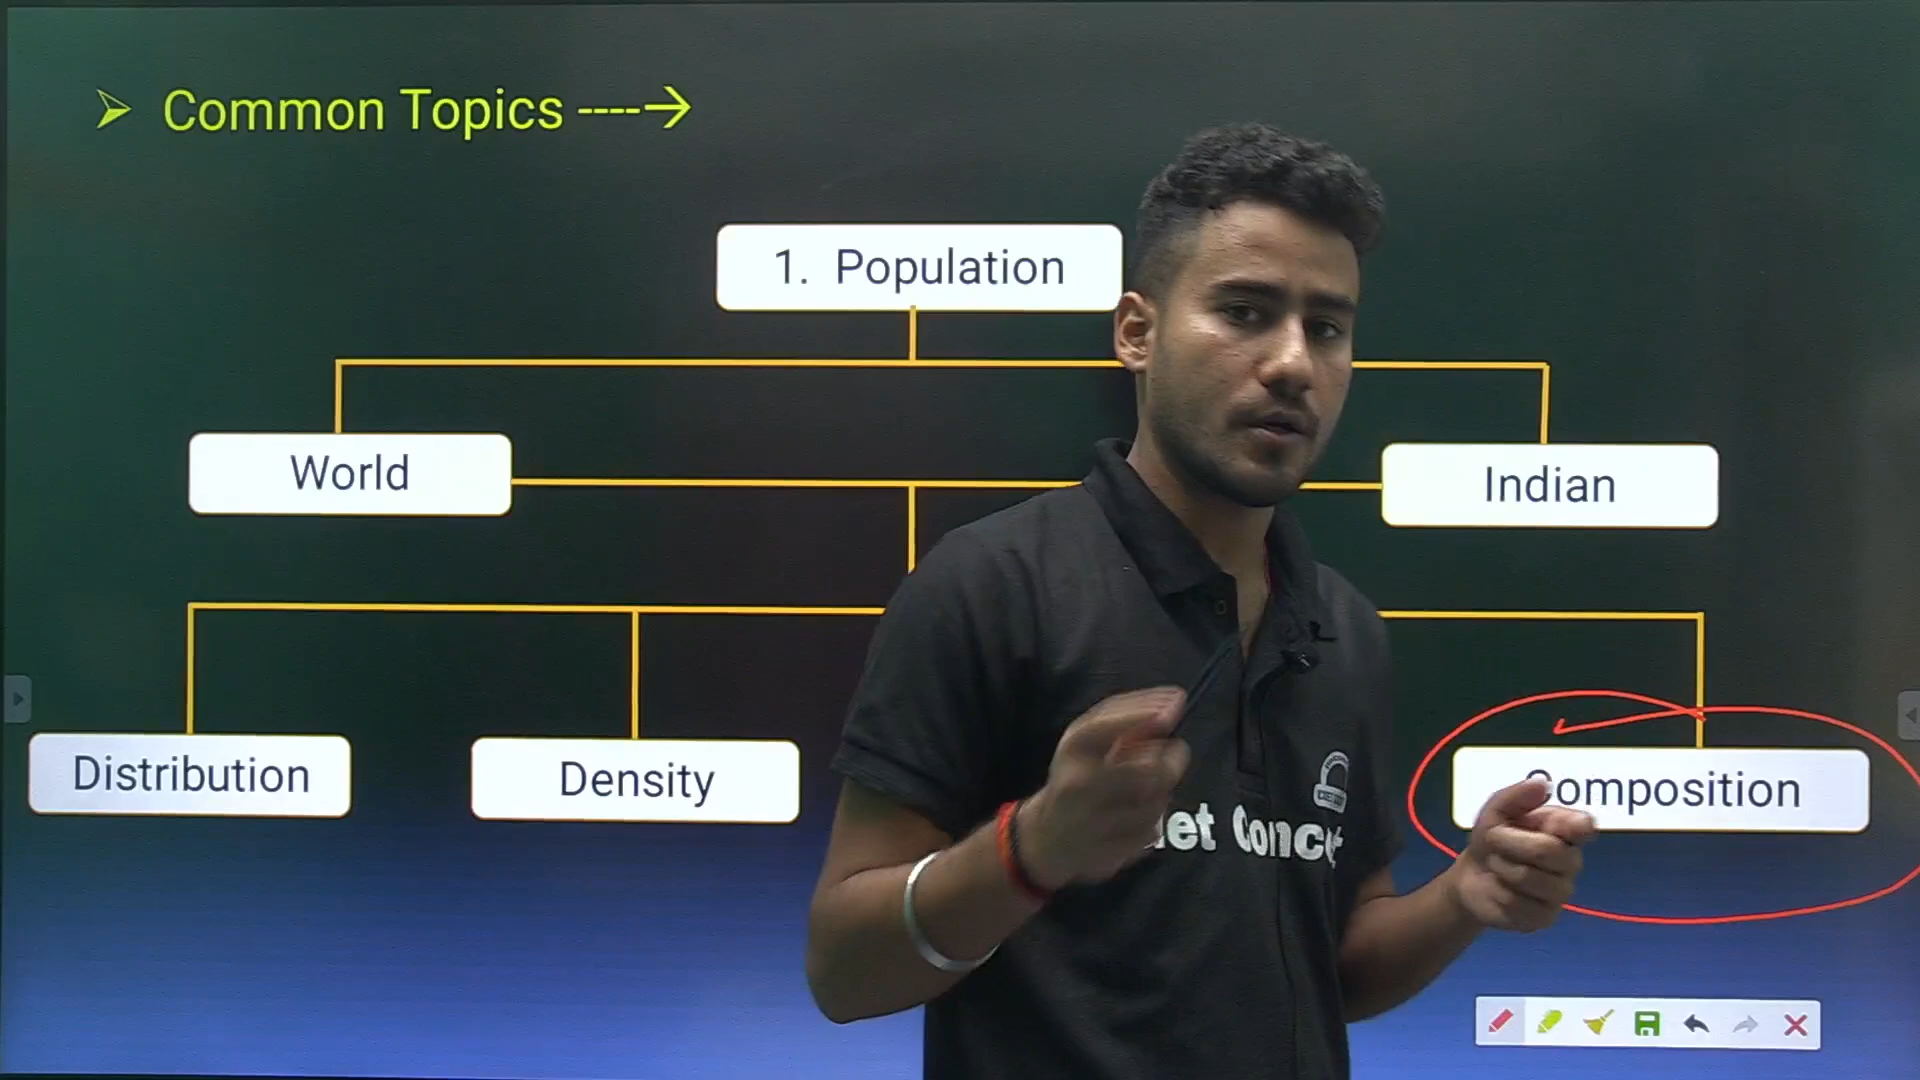 ➢ Common Topics ----→
1. Population
World
Indian
Distribution
Density
Composition